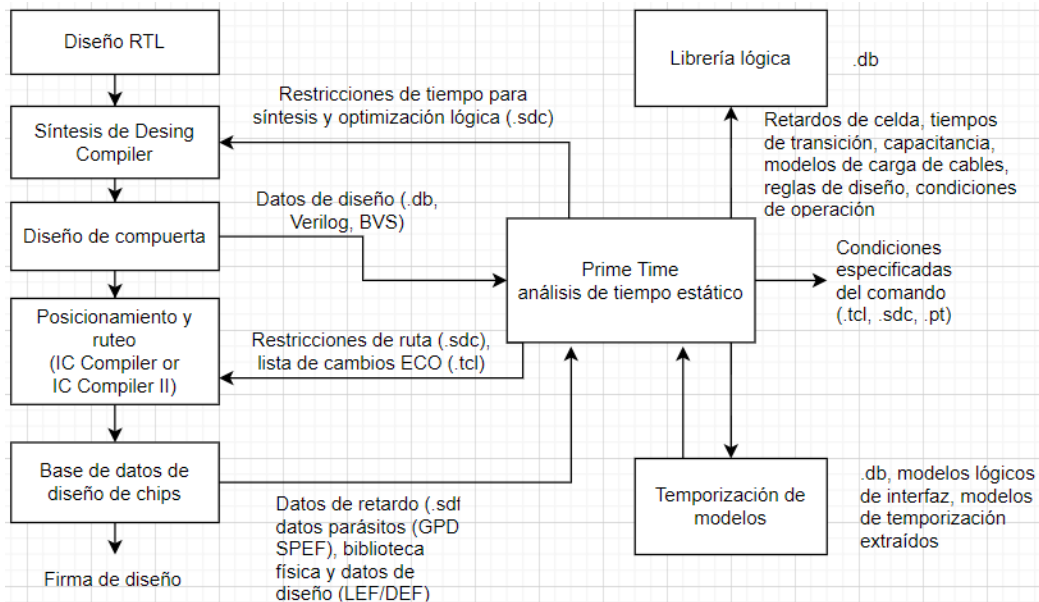 Diseño RTL
Síntesis de Desing
Compiler
Diseño de compuerta
Posicionamiento y
ruteo
(IC Compiler or
IC Compiler II)
Base de datos de
diseño de chips
Firma de diseño
Restricciones de tiempo para
síntesis y optimización lógica (.sdc)
Datos de diseño (.db,
Verilog, BVS)
Restricciones de ruta (.sdc),
lista de cambios ECO (.tcl)
Datos de retardo (.sdf
datos parásitos (GPD
SPEF), biblioteca
física y datos de
diseño (LEF/DEF)
Prime Time
análisis de tiempo estático
Librería lógica
.db
Retardos de celda, tiempos
de transición, capacitancia,
modelos de carga de cables,
reglas de diseño, condiciones
de operación
Condiciones
especificadas
del comando
(.tcl, .sdc, .pt)
Temporización de
modelos
.db, modelos lógicos
de interfaz, modelos
de temporización
extraídos